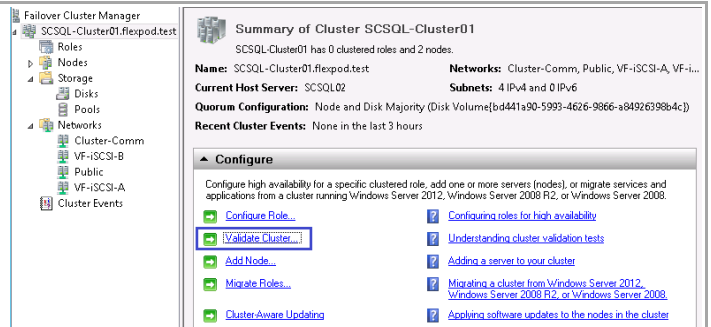 Failover Cluster Manager
SCSQL-Cluster01.flexpod.test
Roles
Nodes
Storage
Disks
Pools
Networks
Cluster-Comm
VF-iSCSI-B
Public
VF-iSCSI-A
Cluster Events
Summary of Cluster SCSQL-Cluster01
SCSQL-Cluster01 has 0 clustered roles and 2 nodes.
Name: SCSQL-Cluster01.flexpod.test Networks: Cluster-Comm, Public, VF-iSCSI-A, VF-i...
Current Host Server: SCSQL02 Subnets: 4 IPv4 and 0 IPv6
Quorum Configuration: Node and Disk Majority (Disk Volume{bd441a90-5993-4626-9866-a84926398b4c})
Recent Cluster Events: None in the last 3 hours
Configure
Configure high availability for a specific clustered role, add one or more servers (nodes), or migrate services and
applications from a cluster running Windows Server 2012, Windows Server 2008 R2, or Windows Server 2008.
Configure Role... Configuring roles for high availability
Validate Cluster... Understanding cluster validation tests
Add Node... Adding a server to your cluster
Migrate Roles... Migrating a cluster from Windows Server 2012,
Windows Server 2008 R2, or Windows Server 2008.
Cluster-Aware Updating Applying software updates to the nodes in the cluster